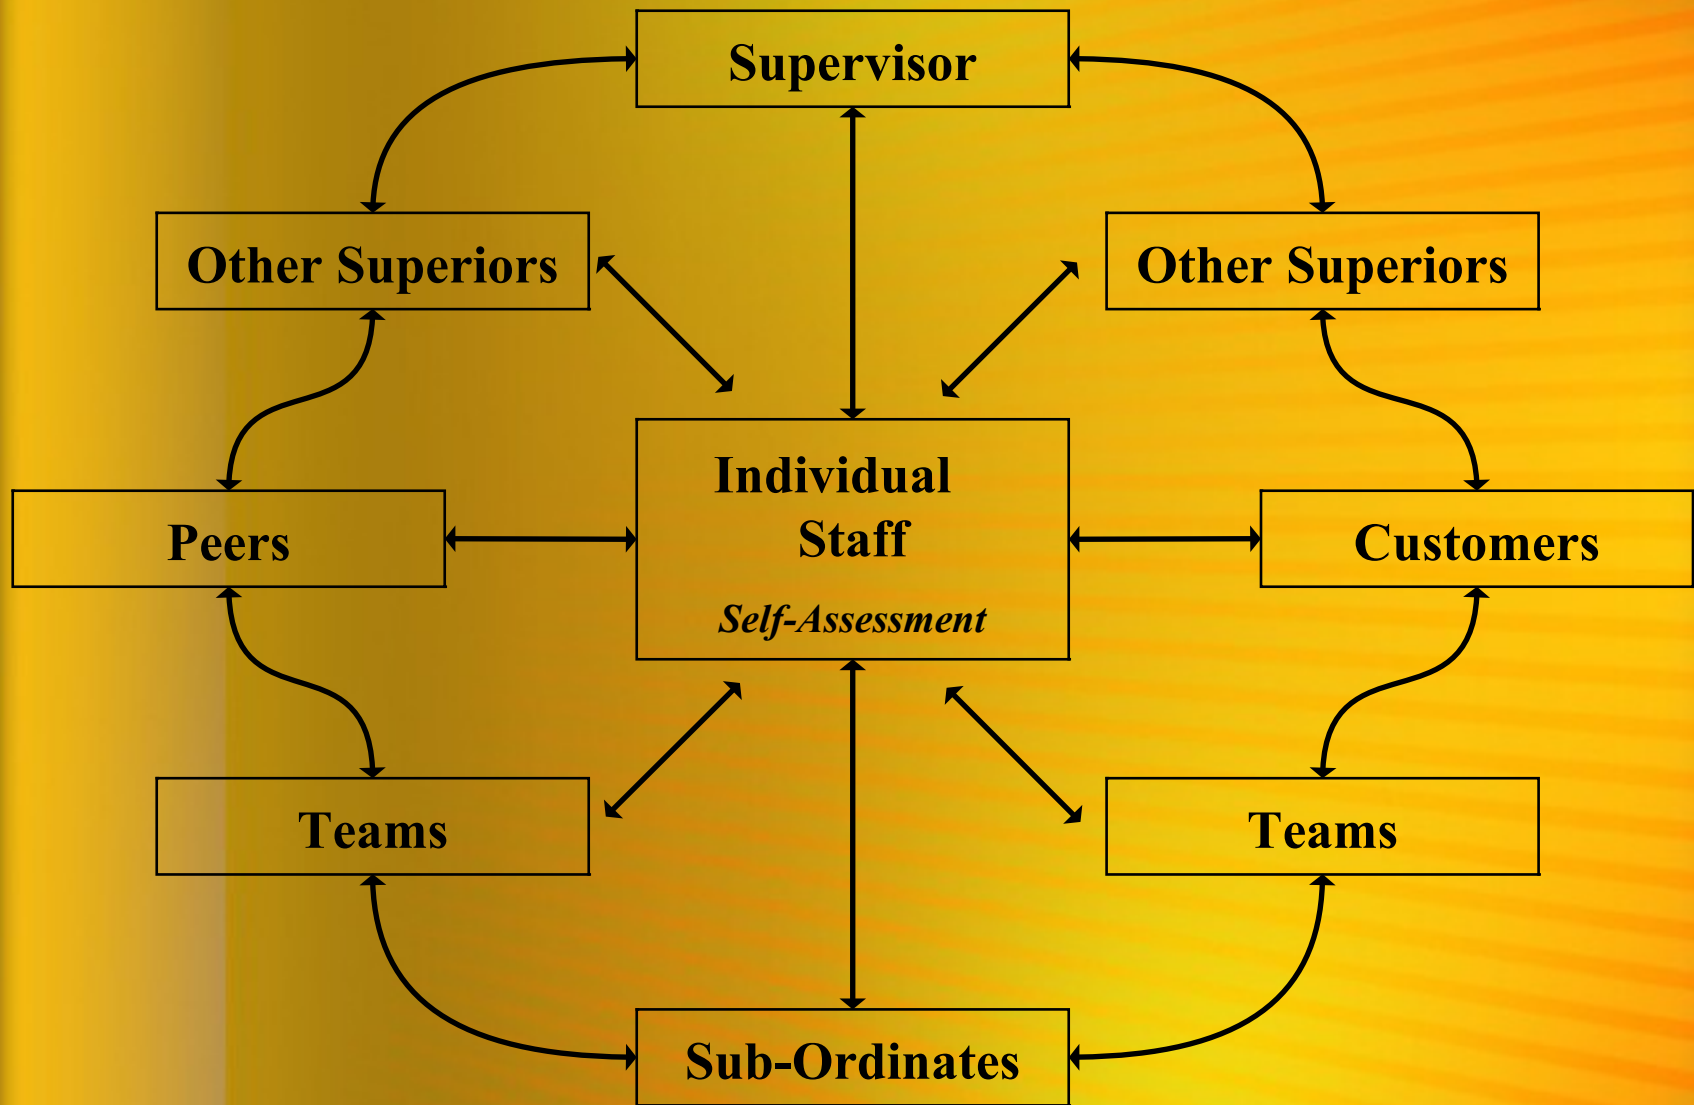 Supervisor
Other Superiors
Other Superiors
Individual
Staff
Self-Assessment
Peers
Customers
Teams
Teams
Sub-Ordinates